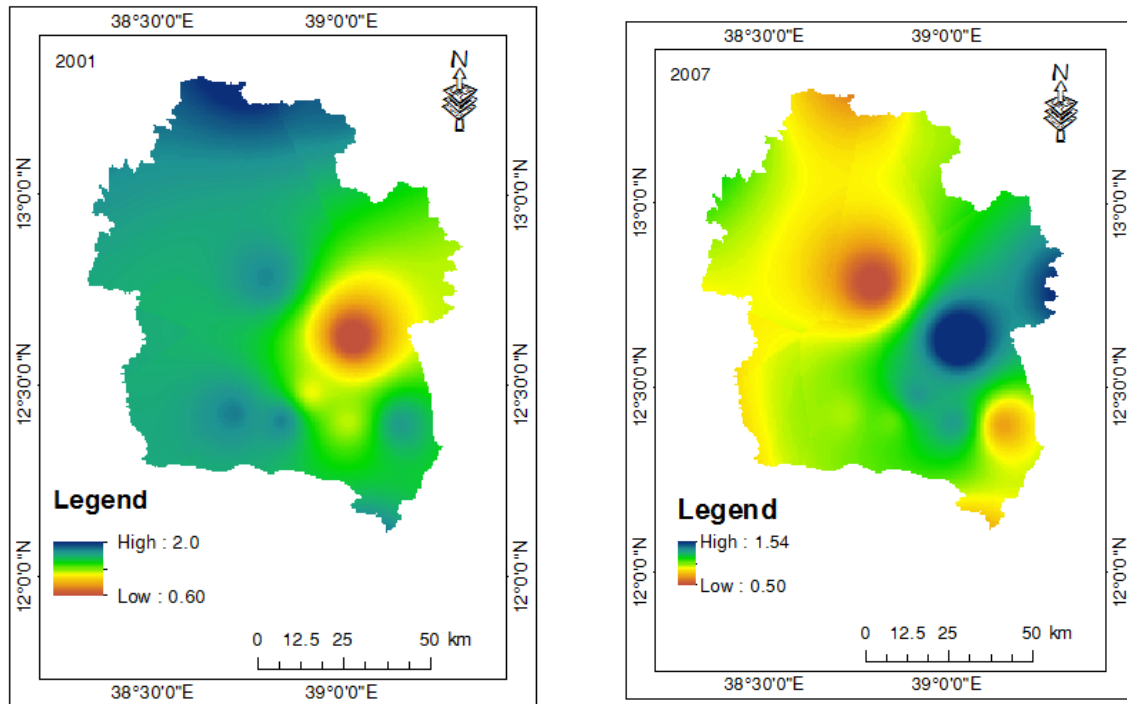 38°30'0"E 39°0'0"E
2001
N
13°0'0"N
13°0'0"N
12°30'0"N
12°30'0"N
12°0'0"N
12°0'0"N
Legend
High : 2.0
Low : 0.60
0 12.5 25 50 km
38°30'0"E 39°0'0"E
38°30'0"E 39°0'0"E
2007
N
13°0'0"N
13°0'0"N
12°30'0"N
12°30'0"N
12°0'0"N
12°0'0"N
Legend
High : 1.54
Low : 0.50
0 12.5 25 50 km
38°30'0"E 39°0'0"E